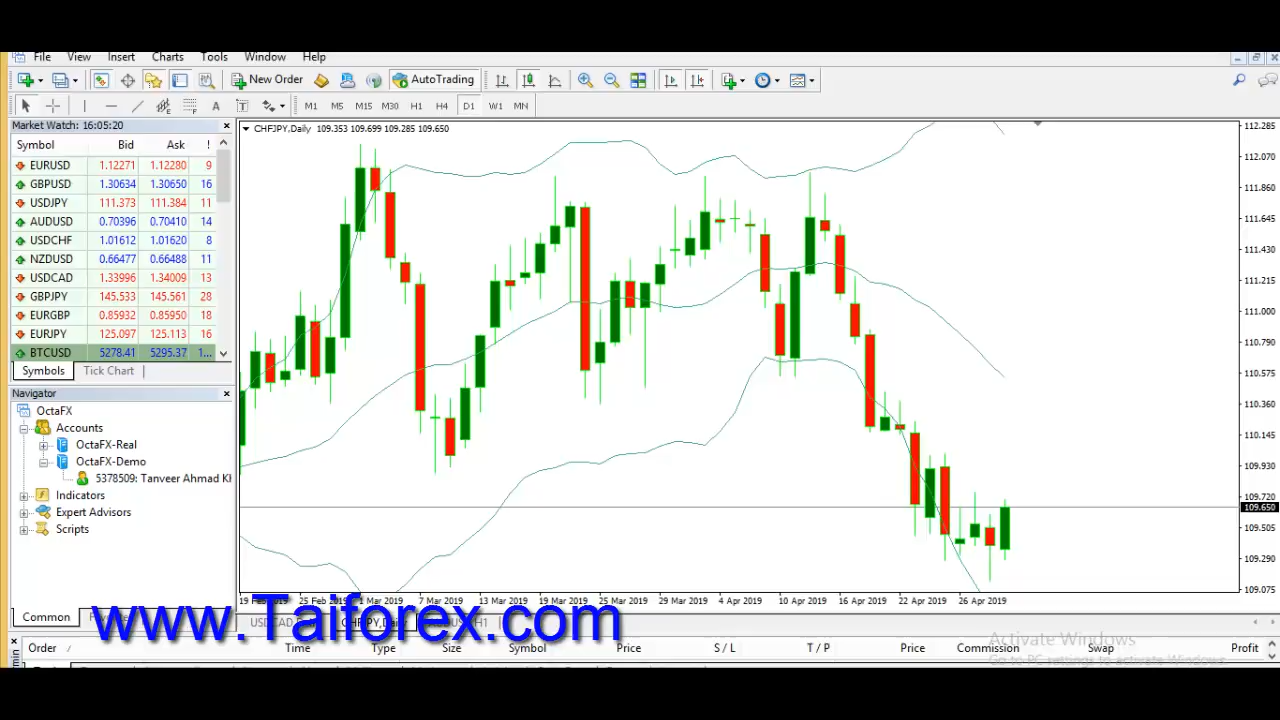 File View Insert Charts Tools Window Help
New Order AutoTrading
A T M1 M5 M15 M30 H1 H4 D1 W1 MN
Market Watch: 16:05:20
Symbol Bid Ask !
EURUSD 1.12271 1.12280 9
GBPUSD 1.30634 1.30650 16
USDJPY 111.373 111.384 11
AUDUSD 0.70396 0.70410 14
USDCHF 1.01612 1.01620 8
NZDUSD 0.66477 0.66488 11
USDCAD 1.33996 1.34009 13
GBPJPY 145.533 145.561 28
EURGBP 0.85932 0.85950 18
EURJPY 125.097 125.113 16
BTCUSD 5278.41 5295.37 1...
Symbols Tick Chart
Navigator
OctaFX
Accounts
OctaFX-Real
OctaFX-Demo
5378509: Tanveer Ahmad Kl
Indicators
Expert Advisors
Scripts
Common
CHFJPY,Daily 109.353 109.699 109.285 109.650
112.285
112.070
111.860
111.645
111.430
111.215
111.000
110.790
110.575
110.360
110.145
109.930
109.720
109.650
109.505
109.290
109.075
25 Feb 2019 1 Mar 2019 7 Mar 2019 13 Mar 2019 19 Mar 2019 25 Mar 2019 29 Mar 2019 4 Apr 2019 10 Apr 2019 16 Apr 2019 22 Apr 2019 26 Apr 2019
www.Taiforex.com
Activate Windows
Go to PC settings to activate Windows.
Order / Time Type Size Symbol Price S / L T / P Price Commission Swap Profit